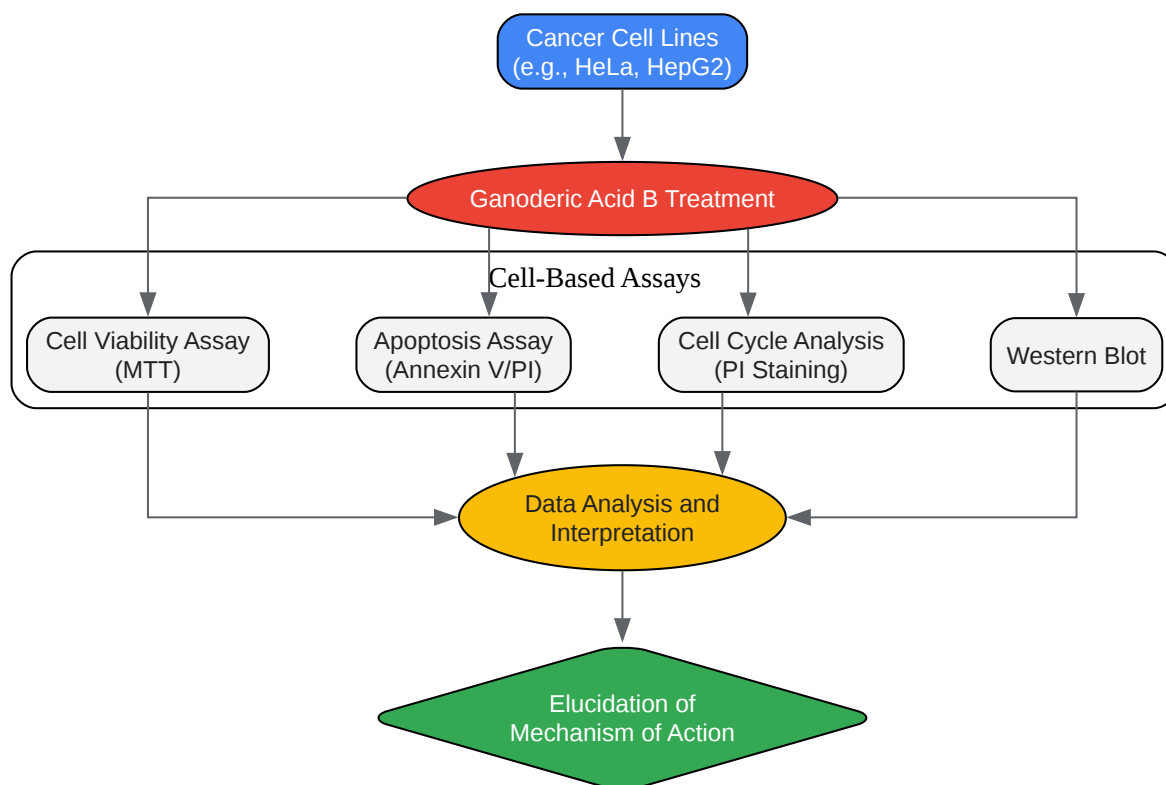 Cancer Cell Lines
(e.g., HeLa, HepG2)
Ganoderic Acid B Treatment
Cell-Based Assays
Cell Viability Assay
(MTT)
Apoptosis Assay
(Annexin V/PI)
Cell Cycle Analysis
(PI Staining)
Western Blot
Data Analysis and
Interpretation
Elucidation of
Mechanism of Action